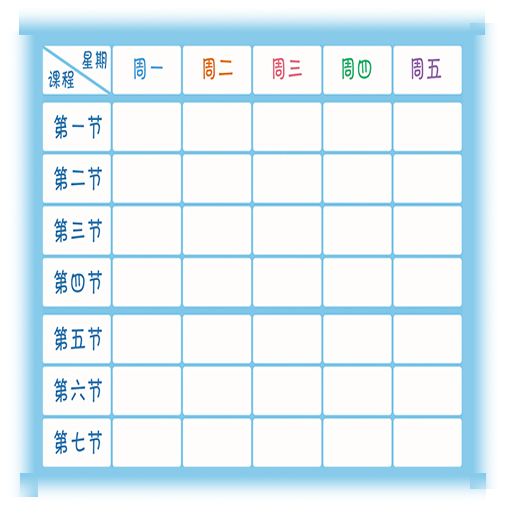 星期
课程
周一 周二 周三 周四 周五
第一节
第二节
第三节
第四节
第五节
第六节
第七节